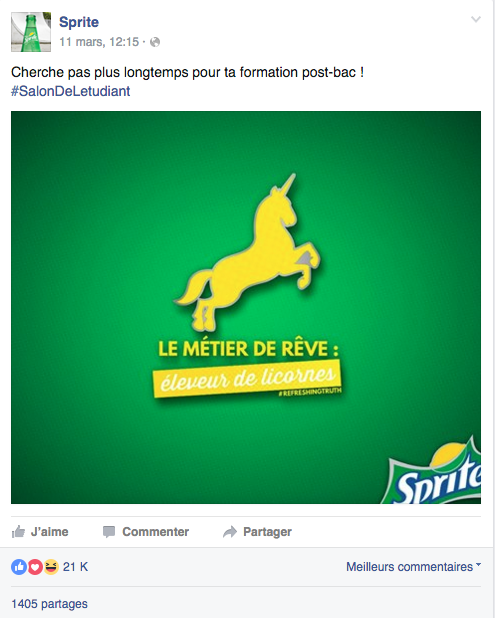 Sprite
11 mars, 12:15 ·
Cherche pas plus longtemps pour ta formation post-bac !
#SalonDeLetudiant
LE MÉTIER DE RÊVE :
éleveur de licornes
#REFRESHINGTRUTH
Sprite
J'aime
Commenter
Partager
21 K
Meilleurs commentaires
1405 partages